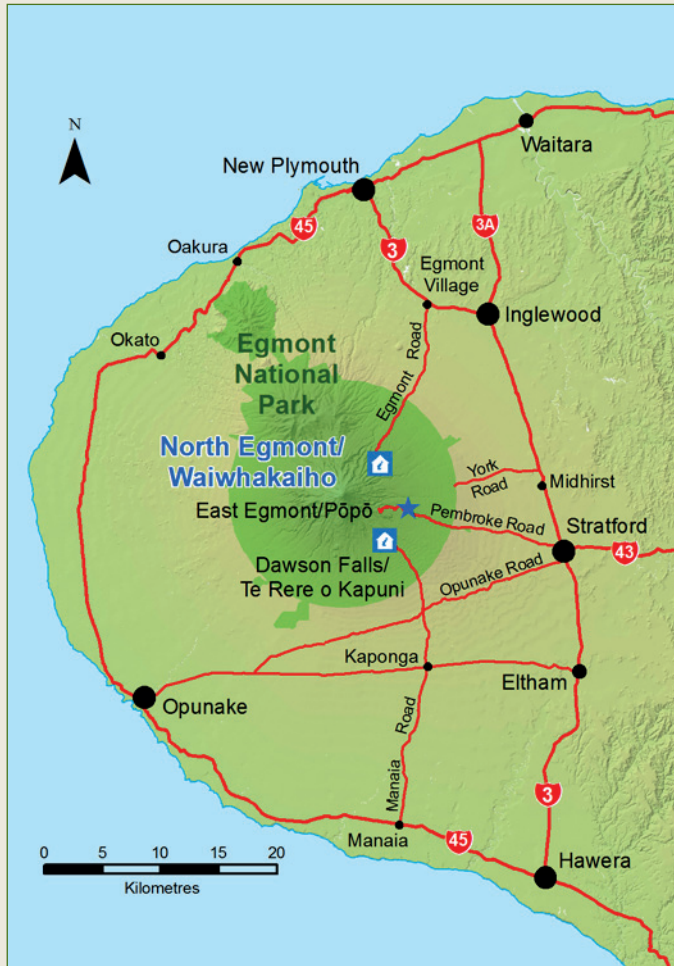 N
Waitara
New Plymouth
45
3
3A
Oakura
Egmont
Village
Inglewood
Okato
Egmont
National
Park
Egmont Road
North Egmont/
Waiwhakaiho
York
Road
Midhirst
East Egmont/Pōpō
Pembroke Road
Stratford
43
Dawson Falls/
Te Rere o Kapuni
Opunake Road
Kaponga
Eltham
Opunake
Manaia Road
3
0 5 10 15 20
Kilometres
Manaia
45
Hawera